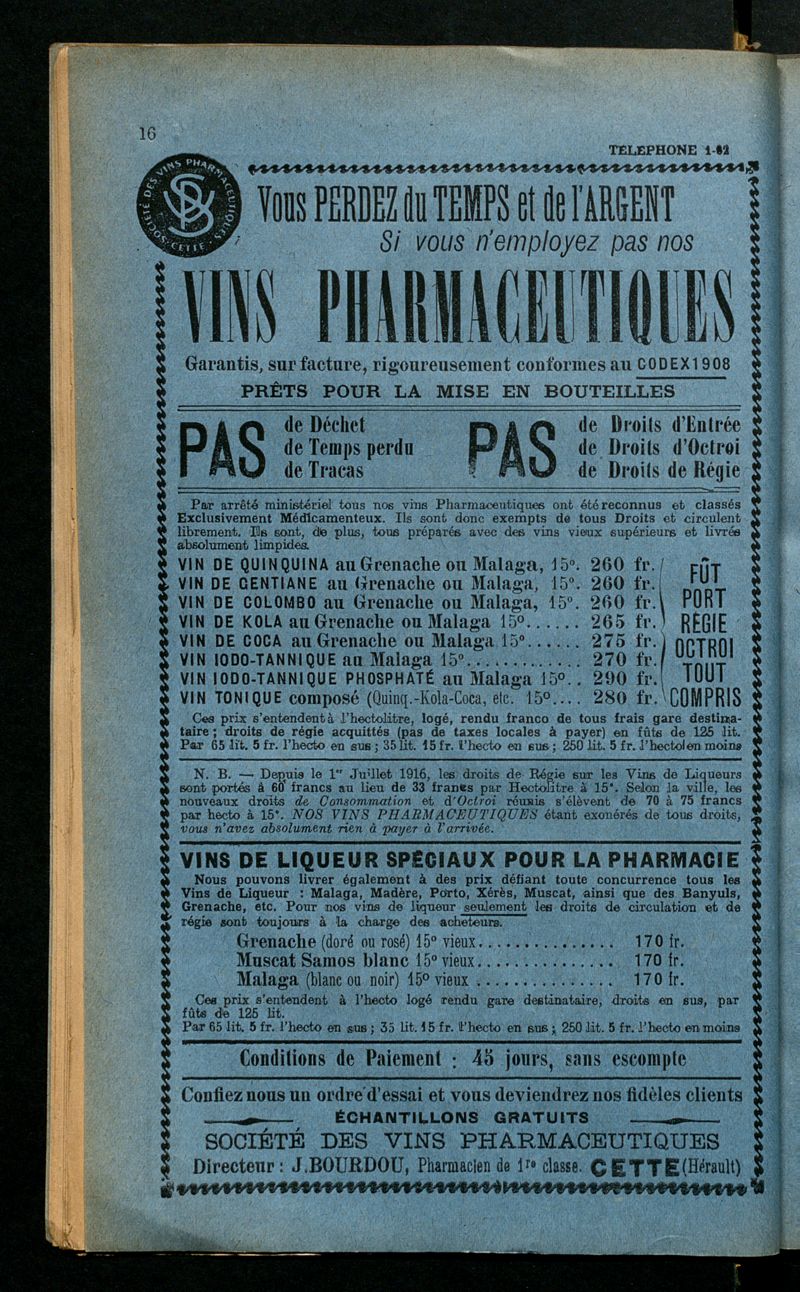 16
TÉLÉPHONE 1-82
SOCIÉTÉ DES VINS PHARMACEUTIQUES · CETTE ·
Vous PERDEZ du TEMPS et de l'ARGENT
Si vous n'employez pas nos
VINS PHARMACEUTIQUES
Garantis, sur facture, rigoureusement conformes au CODEX 1908
PRÊTS POUR LA MISE EN BOUTEILLES
PAS de Déchet
de Temps perdu
de Tracas
PAS de Droits d'Entrée
de Droits d'Octroi
de Droits de Régie
Par arrêté ministériel tous nos vins Pharmaceutiques ont été reconnus et classés
Exclusivement Médicamenteux. Ils sont donc exempts de tous Droits et circulent
librement. Ils sont, de plus, tous préparés avec des vins vieux supérieurs et livrés
absolument limpides.
VIN DE QUINQUINA au Grenache ou Malaga, 15°. 260 fr.
VIN DE GENTIANE au Grenache ou Malaga, 15°. 260 fr.
VIN DE COLOMBO au Grenache ou Malaga, 15°. 260 fr.
VIN DE KOLA au Grenache ou Malaga 15°...... 265 fr.
VIN DE COCA au Grenache ou Malaga 15°...... 275 fr.
VIN IODO-TANNIQUE au Malaga 15°............. 270 fr.
VIN IODO-TANNIQUE PHOSPHATÉ au Malaga 15°.. 290 fr.
VIN TONIQUE composé (Quinq.-Kola-Coca, etc. 15°.... 280 fr.
FÛT
PORT
RÉGIE
OCTROI
TOUT
COMPRIS
Ces prix s'entendent à l'hectolitre, logé, rendu franco de tous frais gare destina-
taire ; droits de régie acquittés (pas de taxes locales à payer) en fûts de 125 lit.
Par 65 lit. 5 fr. l'hecto en sus ; 35 lit. 15 fr. l'hecto en sus ; 250 lit. 5 fr. l'hecto en moins
N. B. — Depuis le 1er Juillet 1916, les droits de Régie sur les Vins de Liqueurs
sont portés à 60 francs au lieu de 33 francs par Hectolitre à 15°. Selon la ville, les
nouveaux droits de Consommation et d'Octroi réunis s'élèvent de 70 à 75 francs
par hecto à 15°. NOS VINS PHARMACEUTIQUES étant exonérés de tous droits,
vous n'avez absolument rien à payer à l'arrivée.
VINS DE LIQUEUR SPÉCIAUX POUR LA PHARMACIE
Nous pouvons livrer également à des prix défiant toute concurrence tous les
Vins de Liqueur : Malaga, Madère, Porto, Xérès, Muscat, ainsi que des Banyuls,
Grenache, etc. Pour nos vins de liqueur seulement les droits de circulation et de
régie sont toujours à la charge des acheteurs.
Grenache (doré ou rosé) 15° vieux................ 170 fr.
Muscat Samos blanc 15° vieux................ 170 fr.
Malaga (blanc ou noir) 15° vieux ................ 170 fr.
Ces prix s'entendent à l'hecto logé rendu gare destinataire, droits en sus, par
fûts de 125 lit.
Par 65 lit. 5 fr. l'hecto en sus ; 35 lit. 15 fr. l'hecto en sus ; 250 lit. 5 fr. l'hecto en moins
Conditions de Paiement : 45 jours, sans escompte
Confiez nous un ordre d'essai et vous deviendrez nos fidèles clients
ÉCHANTILLONS GRATUITS
SOCIÉTÉ DES VINS PHARMACEUTIQUES
Directeur : J. BOURDOU, Pharmacien de 1re classe. CETTE (Hérault)